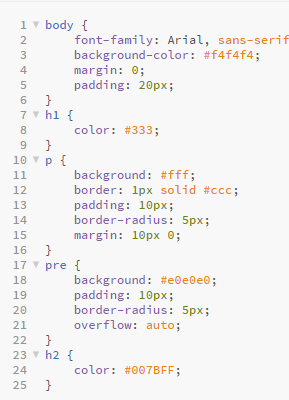 1 body {
2 font-family: Arial, sans-serif
3 background-color: #f4f4f4;
4 margin: 0;
5 padding: 20px;
6 }
7 h1 {
8 color: #333;
9 }
10 p {
11 background: #fff;
12 border: 1px solid #ccc;
13 padding: 10px;
14 border-radius: 5px;
15 margin: 10px 0;
16 }
17 pre {
18 background: #e0e0e0;
19 padding: 10px;
20 border-radius: 5px;
21 overflow: auto;
22 }
23 h2 {
24 color: #007BFF;
25 }